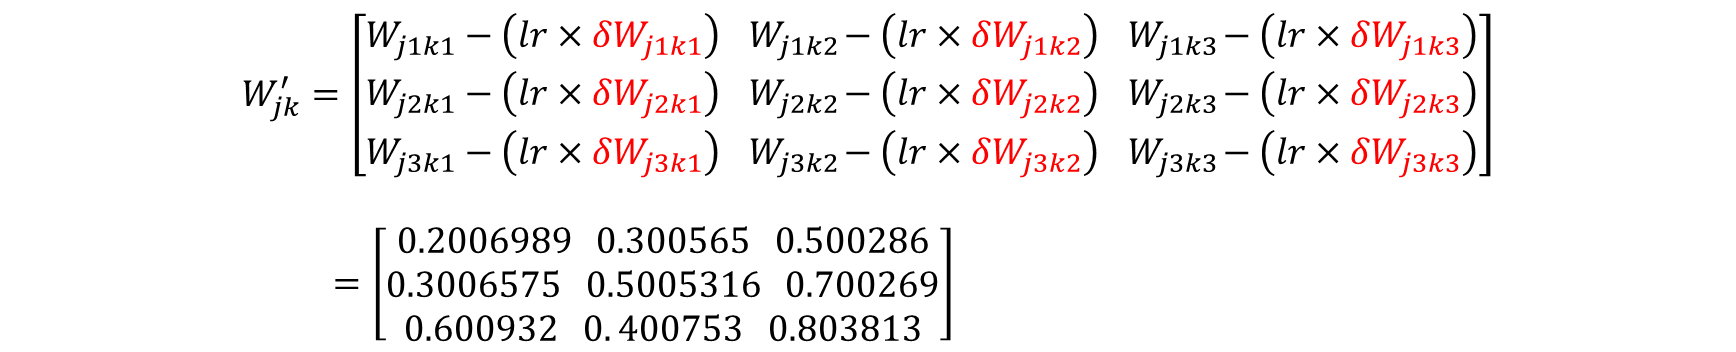 W_{j1k1} − (lr × δW_{j1k1}) W_{j1k2} − (lr × δW_{j1k2}) W_{j1k3} − (lr × δW_{j1k3})
W′_{jk} = W_{j2k1} − (lr × δW_{j2k1}) W_{j2k2} − (lr × δW_{j2k2}) W_{j2k3} − (lr × δW_{j2k3})
W_{j3k1} − (lr × δW_{j3k1}) W_{j3k2} − (lr × δW_{j3k2}) W_{j3k3} − (lr × δW_{j3k3})
0.2006989 0.300565 0.500286
= 0.3006575 0.5005316 0.700269
0.600932 0.400753 0.803813